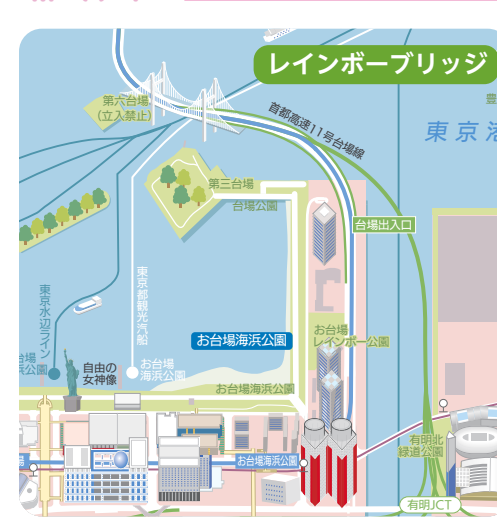 レインボーブリッジ
第六台場
(立入禁止)
首都高速11号台場線
豊
東京港
第三台場
台場公園
台場出入口
東京都観光汽船
東京水辺ライン
お台場海浜公園
お台場
レインボー公園
台場
浜公園
自由の
女神像
お台場
海浜公園
お台場海浜公園
有明北
緑道公園
場
お台場海浜公園
有明JCT